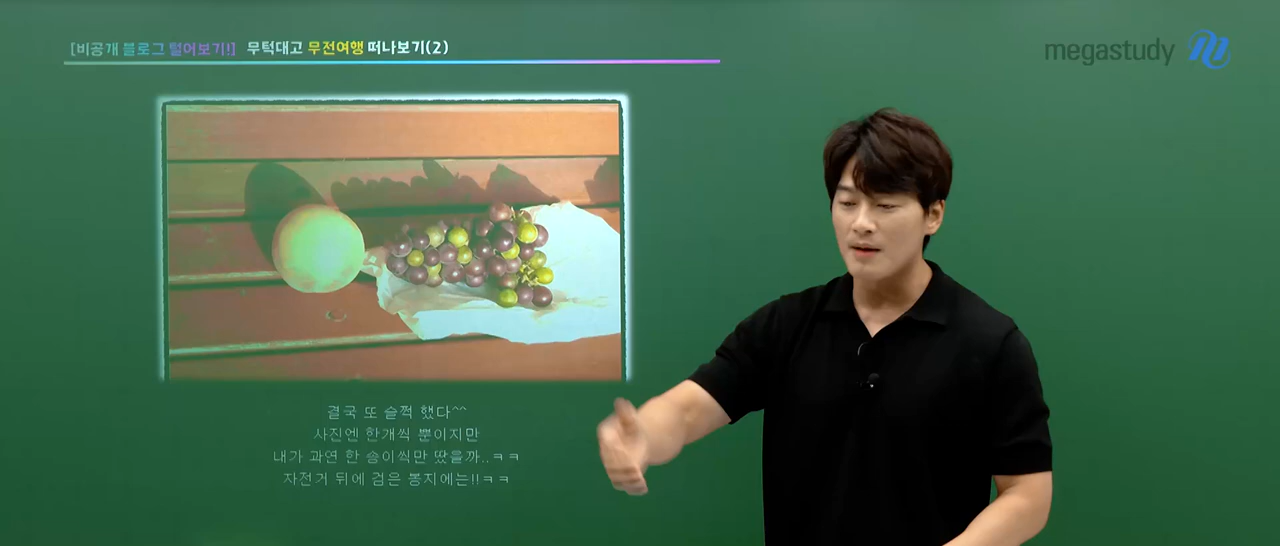 [비공개 블로그 털어보기!] 무턱대고 무전여행 떠나보기(2)
megastudy
결국 또 슬쩍 했다^^
사진엔 한개씩 뿐이지만
내가 과연 한 송이씩만 땄을까..ㅋㅋ
자전거 뒤에 검은 봉지에는!!ㅋㅋ